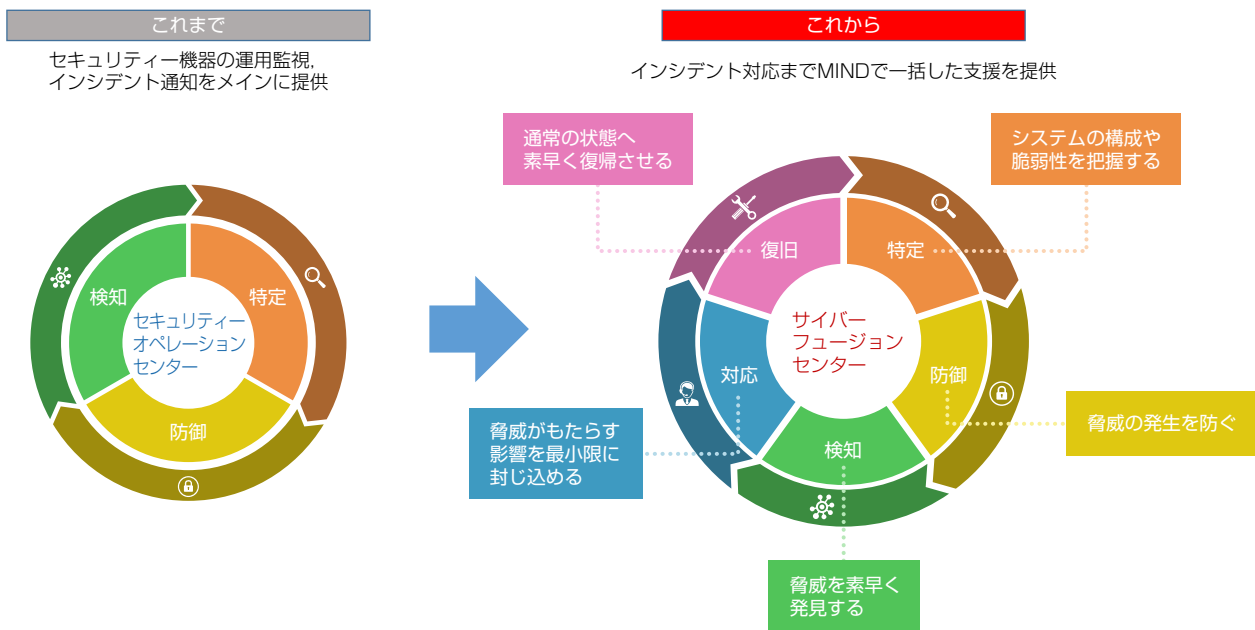 これまで
セキュリティー機器の運用監視,
インシデント通知をメインに提供
検知
特定
防御
セキュリティー
オペレーション
センター
これから
インシデント対応までMINDで一括した支援を提供
通常の状態へ
素早く復帰させる
システムの構成や
脆弱性を把握する
復旧
特定
サイバー
フュージョン
センター
対応
防御
検知
脅威がもたらす
影響を最小限に
封じ込める
脅威の発生を防ぐ
脅威を素早く
発見する